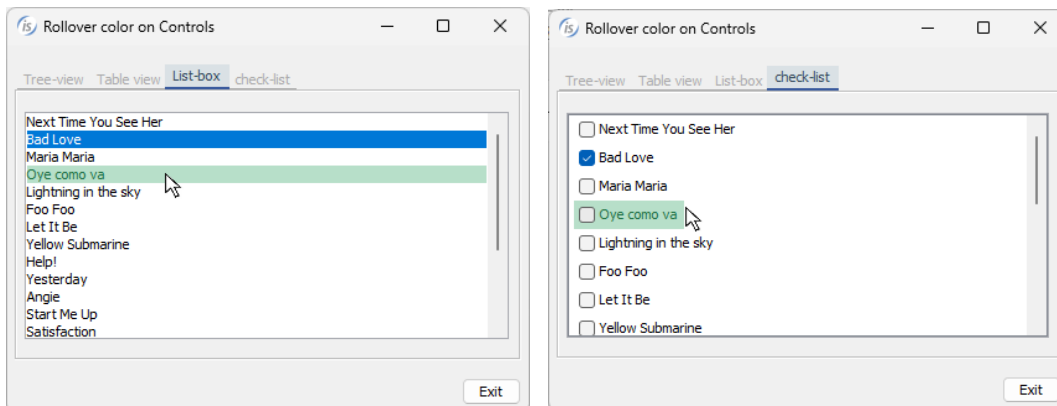 Rollover color on Controls
Tree-view Table view List-box check-list
Next Time You See Her
Bad Love
Maria Maria
Oye como va
Lightning in the sky
Foo Foo
Let It Be
Yellow Submarine
Help!
Yesterday
Angie
Start Me Up
Satisfaction
Exit
Rollover color on Controls
Tree-view Table view List-box check-list
Next Time You See Her
Bad Love
Maria Maria
Oye como va
Lightning in the sky
Foo Foo
Let It Be
Yellow Submarine
Exit